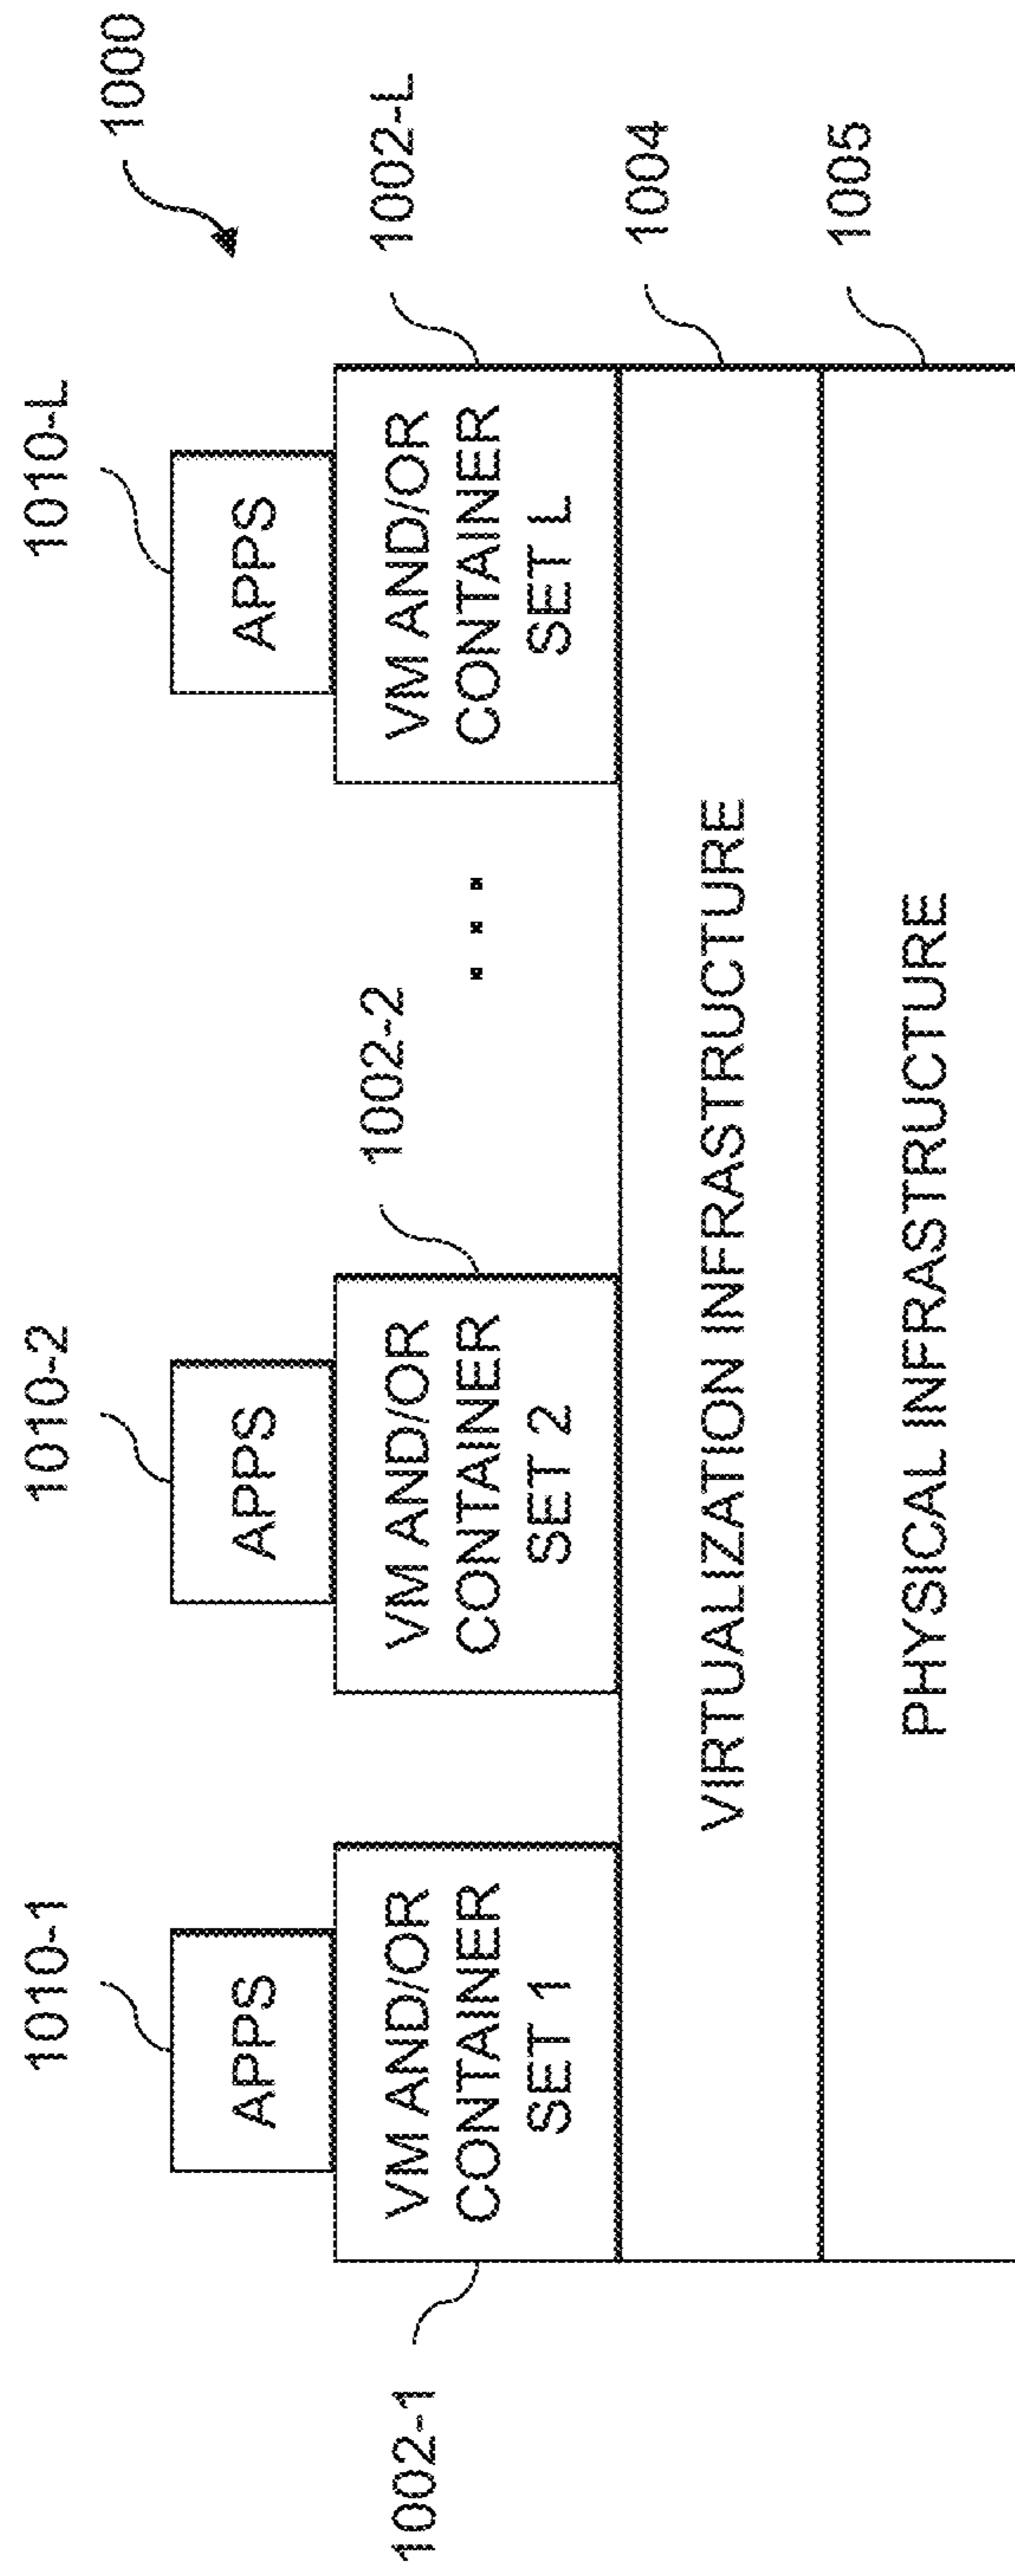 1000
1010-1
1010-2
1010-L
APPS
APPS
APPS
1002-1
VM AND/OR
CONTAINER
SET 1
VM AND/OR
CONTAINER
SET 2
1002-2
VM AND/OR
CONTAINER
SET L
1002-L
VIRTUALIZATION INFRASTRUCTURE
1004
PHYSICAL INFRASTRUCTURE
1005